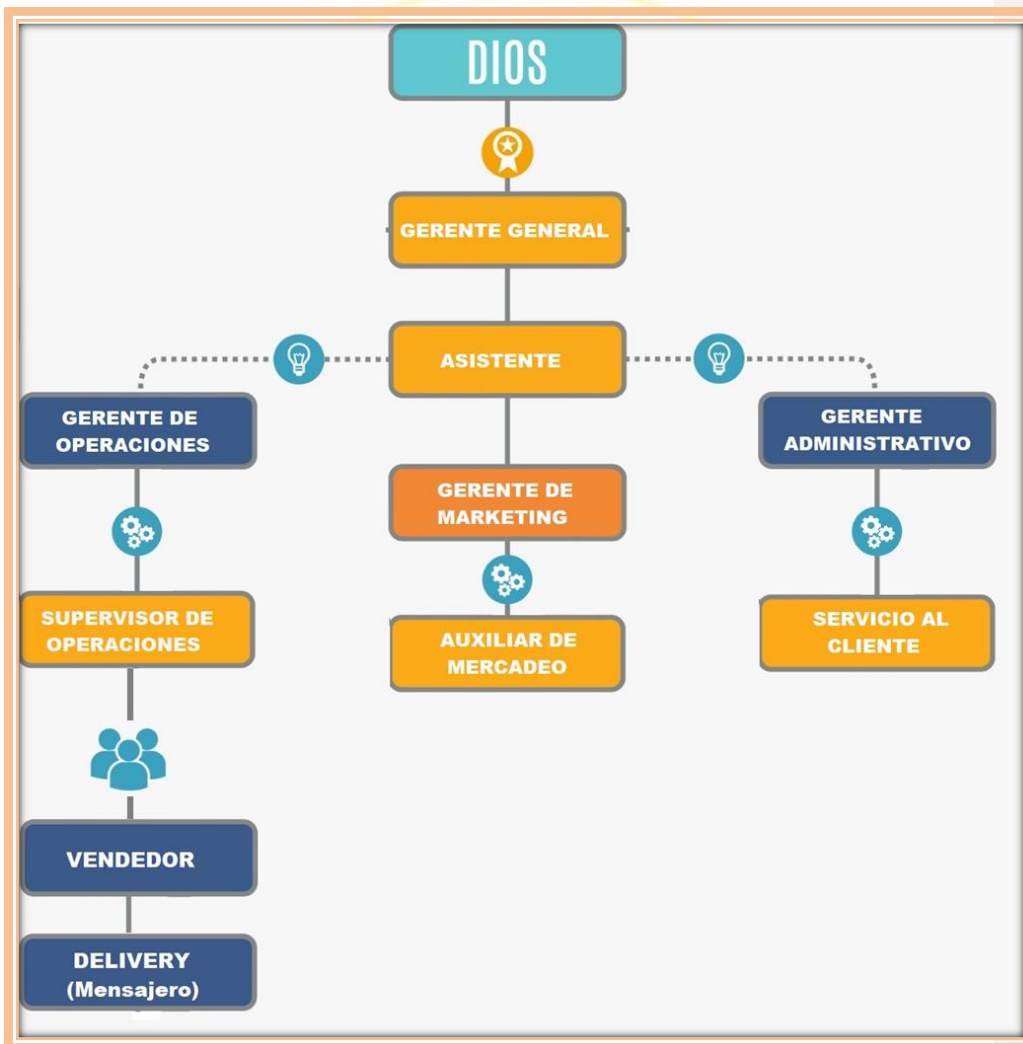 DIOS
GERENTE GENERAL
ASISTENTE
GERENTE DE
OPERACIONES
GERENTE
ADMINISTRATIVO
GERENTE DE
MARKETING
SUPERVISOR DE
OPERACIONES
AUXILIAR DE
MERCADEO
SERVICIO AL
CLIENTE
VENDEDOR
DELIVERY
(Mensajero)